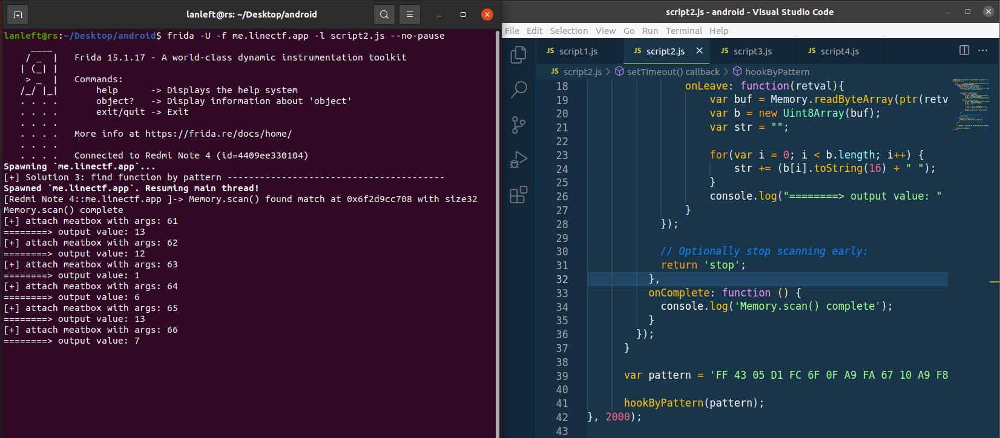 lanleft@rs: ~/Desktop/android
lanleft@rs:~/Desktop/android$ frida -U -f me.linectf.app -l script2.js --no-pause
     ____
    / _  |   Frida 15.1.17 - A world-class dynamic instrumentation toolkit
   | (_| |
    > _  |   Commands:
   /_/ |_|       help      -> Displays the help system
   . . . .       object?   -> Display information about 'object'
   . . . .       exit/quit -> Exit
   . . . .
   . . . .   More info at https://frida.re/docs/home/
   . . . .
   . . . .   Connected to Redmi Note 4 (id=4409ee330104)
Spawning `me.linectf.app`...
[+] Solution 3: find function by pattern ----------------------------------------
Spawned `me.linectf.app`. Resuming main thread!
[Redmi Note 4::me.linectf.app ]-> Memory.scan() found match at 0x6f2d9cc708 with size32
Memory.scan() complete
[+] attach meatbox with args: 61
========> output value: 13
[+] attach meatbox with args: 62
========> output value: 12
[+] attach meatbox with args: 63
========> output value: 1
[+] attach meatbox with args: 64
========> output value: 6
[+] attach meatbox with args: 65
========> output value: 13
[+] attach meatbox with args: 66
========> output value: 7
script2.js - android - Visual Studio Code
File Edit Selection View Go Run Terminal Help
JS script1.js JS script2.js JS script3.js JS script4.js
JS script2.js > setTimeout() callback > hookByPattern
18 onLeave: function(retval){
19 var buf = Memory.readByteArray(ptr(retv
20 var b = new Uint8Array(buf);
21 var str = "";
22
23 for(var i = 0; i < b.length; i++) {
24 str += (b[i].toString(16) + " ");
25 }
26 console.log("========> output value: "
27 }
28 });
29
30 // Optionally stop scanning early:
31 return 'stop';
32 },
33 onComplete: function () {
34 console.log('Memory.scan() complete');
35 }
36 });
37 }
38
39 var pattern = 'FF 43 05 D1 FC 6F 0F A9 FA 67 10 A9 F8
40
41 hookByPattern(pattern);
42 }, 2000);
43